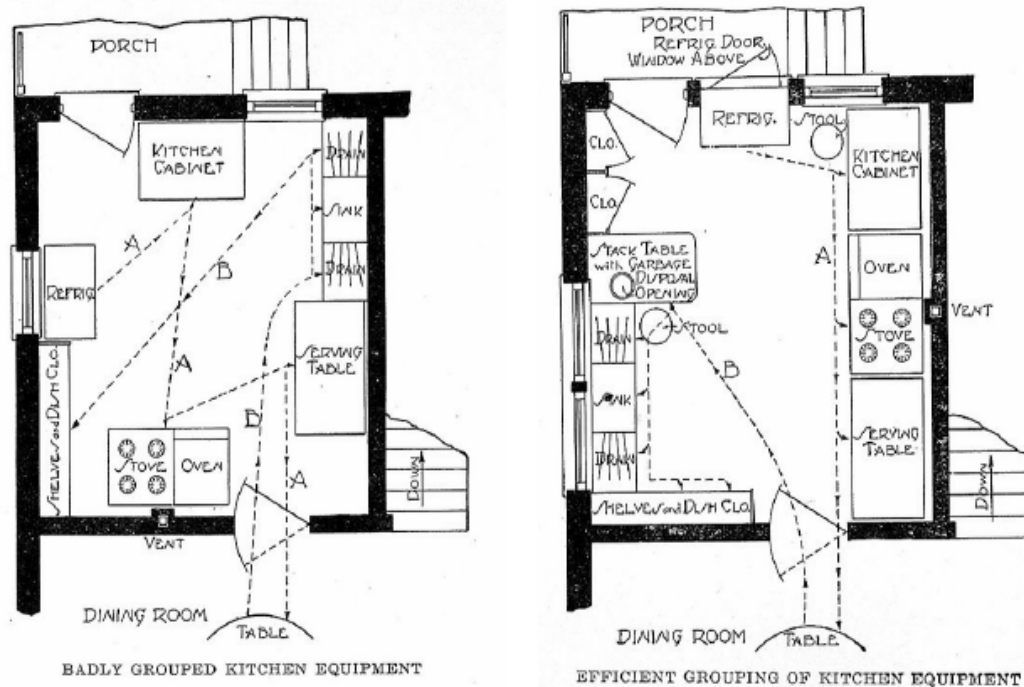 PORCH
KITCHEN
CABINET
DRAIN
SINK
DRAIN
A
B
REFRIG.
A
SERVING
TABLE
B
A
SHELVES and DISH CLO.
STOVE
OVEN
DOWN
VENT
DINING ROOM
TABLE
BADLY GROUPED KITCHEN EQUIPMENT
PORCH
REFRIG. DOOR,
WINDOW ABOVE
REFRIG.
STOOL
CLO.
KITCHEN
CABINET
CLO.
STACK TABLE
with GARBAGE
DISPOSAL
OPENING
A
OVEN
VENT
STOOL
DRAIN
STOVE
B
SINK
DRAIN
SERVING
TABLE
DOWN
SHELVES and DISH CLO.
DINING ROOM
TABLE
EFFICIENT GROUPING OF KITCHEN EQUIPMENT